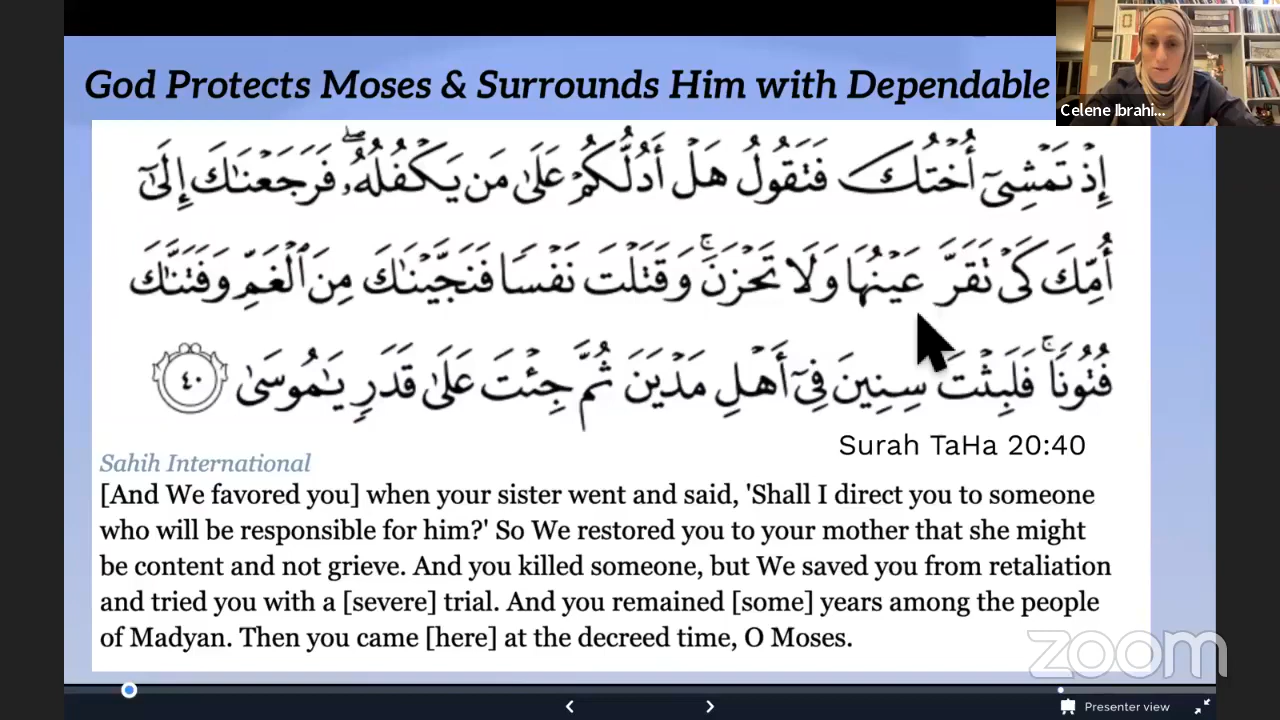 God Protects Moses & Surrounds Him with Dependable
Celene Ibrahi...
إِذْ تَمْشِىٓ أُخْتُكَ فَتَقُولُ هَلْ أَدُلُّكُمْ عَلَىٰ مَن يَكْفُلُهُۥ ۖ فَرَجَعْنَـٰكَ إِلَىٰٓ
أُمِّكَ كَىْ تَقَرَّ عَيْنُهَا وَلَا تَحْزَنَ ۚ وَقَتَلْتَ نَفْسًا فَنَجَّيْنَـٰكَ مِنَ ٱلْغَمِّ وَفَتَنَّـٰكَ
فُتُونًا ۚ فَلَبِثْتَ سِنِينَ فِىٓ أَهْلِ مَدْيَنَ ثُمَّ جِئْتَ عَلَىٰ قَدَرٍ يَـٰمُوسَىٰ ٤٠
Surah TaHa 20:40
Sahih International
[And We favored you] when your sister went and said, 'Shall I direct you to someone
who will be responsible for him?' So We restored you to your mother that she might
be content and not grieve. And you killed someone, but We saved you from retaliation
and tried you with a [severe] trial. And you remained [some] years among the people
of Madyan. Then you came [here] at the decreed time, O Moses.
zoom
Presenter view